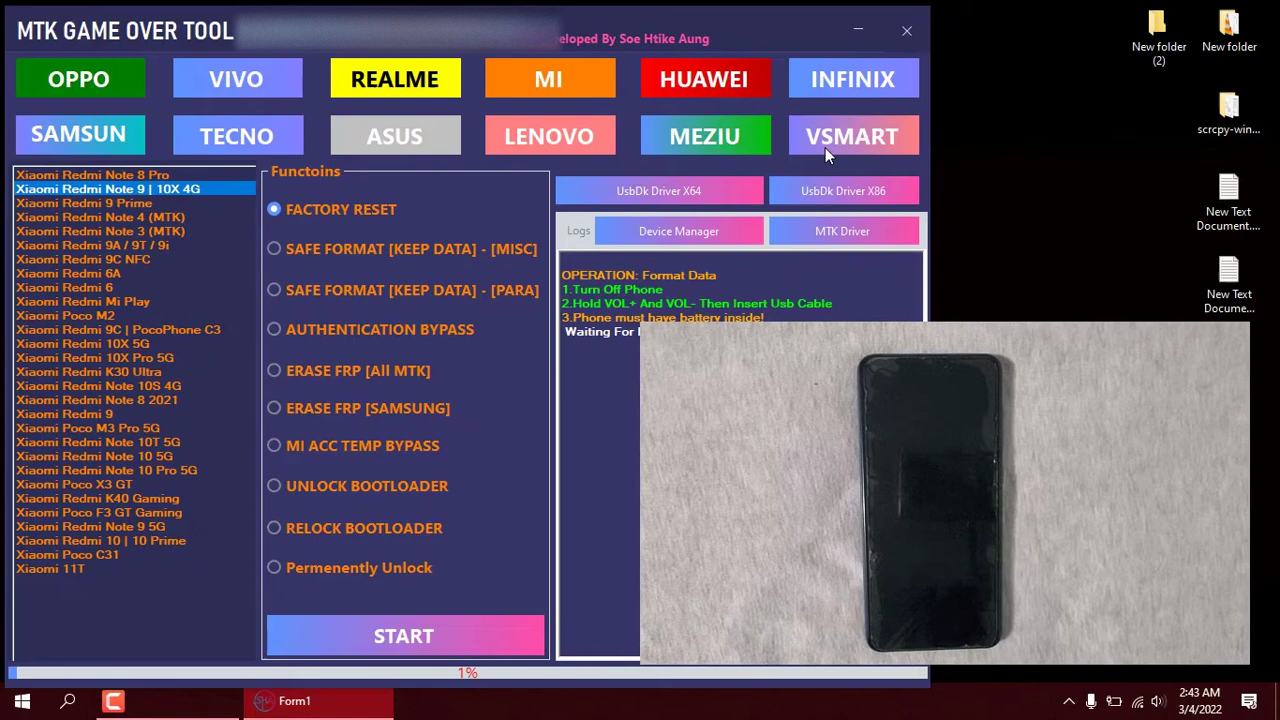 MTK GAME OVER TOOL
eloped By Soe Htike Aung
OPPO
VIVO
REALME
MI
HUAWEI
INFINIX
SAMSUN
TECNO
ASUS
LENOVO
MEZIU
VSMART
Xiaomi Redmi Note 8 Pro
Xiaomi Redmi Note 9 | 10X 4G
Xiaomi Redmi 9 Prime
Xiaomi Redmi Note 4 (MTK)
Xiaomi Redmi Note 3 (MTK)
Xiaomi Redmi 9A / 9T / 9i
Xiaomi Redmi 9C NFC
Xiaomi Redmi 6A
Xiaomi Redmi 6
Xiaomi Redmi Mi Play
Xiaomi Poco M2
Xiaomi Redmi 9C | PocoPhone C3
Xiaomi Redmi 10X 5G
Xiaomi Redmi 10X Pro 5G
Xiaomi Redmi K30 Ultra
Xiaomi Redmi Note 10S 4G
Xiaomi Redmi Note 8 2021
Xiaomi Redmi 9
Xiaomi Poco M3 Pro 5G
Xiaomi Redmi Note 10T 5G
Xiaomi Redmi Note 10 5G
Xiaomi Redmi Note 10 Pro 5G
Xiaomi Poco X3 GT
Xiaomi Redmi K40 Gaming
Xiaomi Poco F3 GT Gaming
Xiaomi Redmi Note 9 5G
Xiaomi Redmi 10 | 10 Prime
Xiaomi Poco C31
Xiaomi 11T
Functoins
FACTORY RESET
SAFE FORMAT [KEEP DATA] - [MISC]
SAFE FORMAT [KEEP DATA] - [PARA]
AUTHENTICATION BYPASS
ERASE FRP [All MTK]
ERASE FRP [SAMSUNG]
MI ACC TEMP BYPASS
UNLOCK BOOTLOADER
RELOCK BOOTLOADER
Permenently Unlock
START
UsbDk Driver X64
UsbDk Driver X86
Logs
Device Manager
MTK Driver
OPERATION: Format Data
1.Turn Off Phone
2.Hold VOL+ And VOL- Then Insert Usb Cable
3.Phone must have battery inside!
Waiting For
1%
New folder (2)
New folder
scrcpy-win...
New Text
Document....
New Text
Docume...
SHA
Form1
2:43 AM
3/4/2022